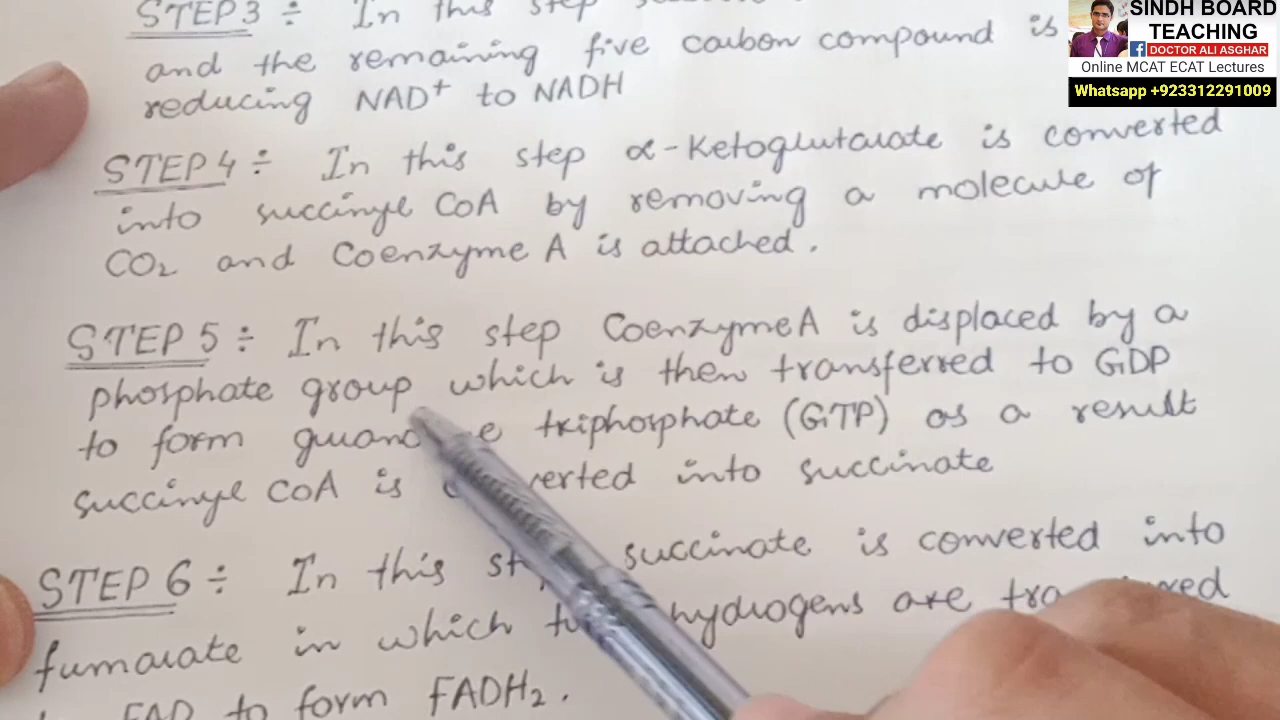 STEP 3 ÷ In this step
and the remaining five carbon compound is
reducing NAD+ to NADH
STEP 4 ÷ In this step α-Ketoglutarate is converted
into succinyl CoA by removing a molecule of
CO2 and Coenzyme A is attached.
STEP 5 ÷ In this step Coenzyme A is displaced by a
phosphate group which is then transferred to GDP
to form triphosphate (GTP) as a result
succinyl CoA is into succinate
STEP 6 ÷ In this succinate is converted into
fumarate in which hydrogens are
FAD to form FADH2.
SINDH BOARD
TEACHING
DOCTOR ALI ASGHAR
Online MCAT ECAT Lectures
Whatsapp +923312291009